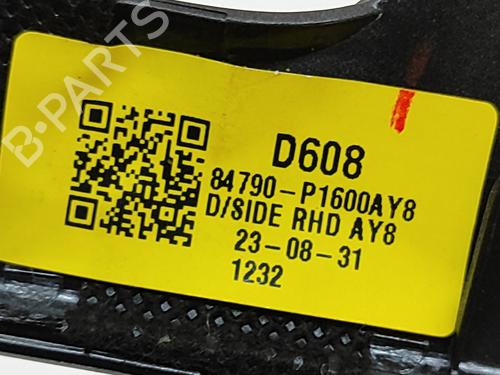 B-PARTS
D608
84790-P1600AY8
D/SIDE RHD AY8
23-08-31
1232